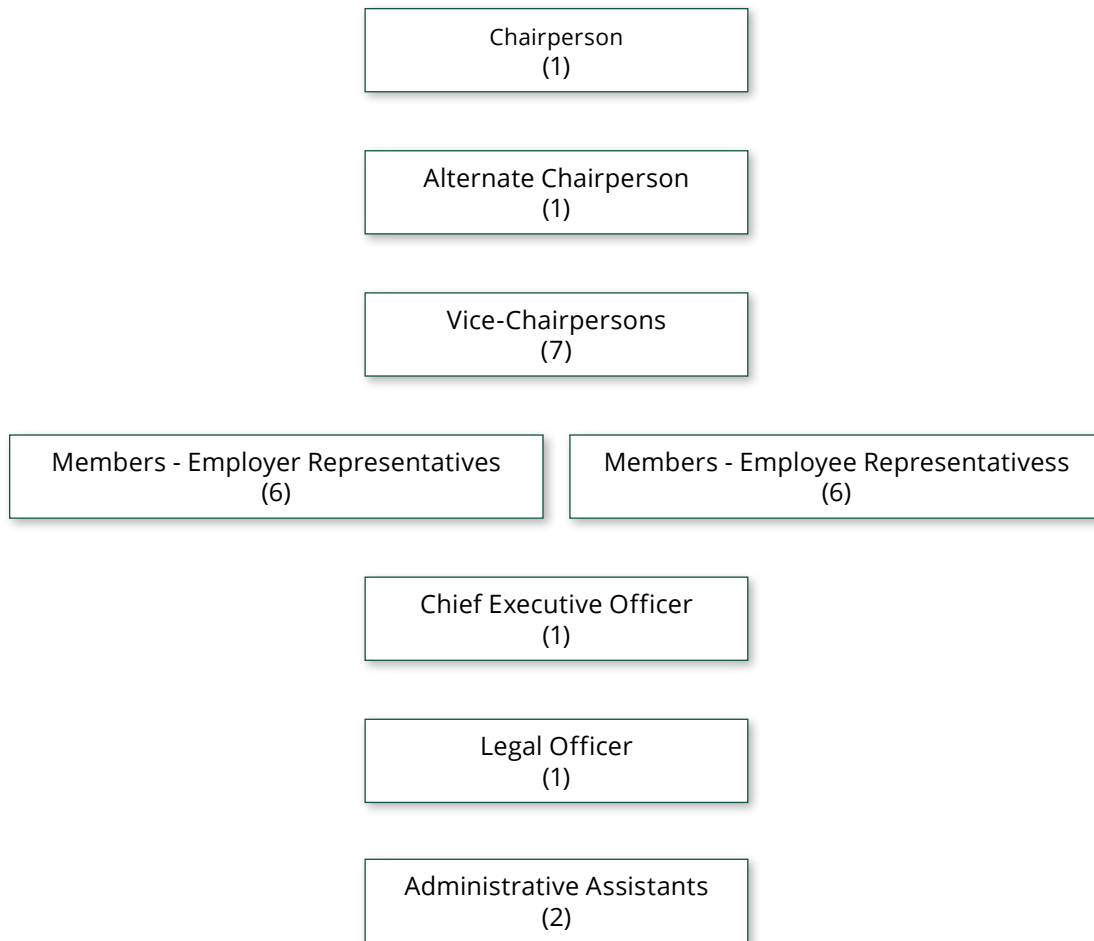 Chairperson
(1)
Alternate Chairperson
(1)
Vice-Chairpersons
(7)
Members - Employer Representatives
(6)
Members - Employee Representativess
(6)
Chief Executive Officer
(1)
Legal Officer
(1)
Administrative Assistants
(2)